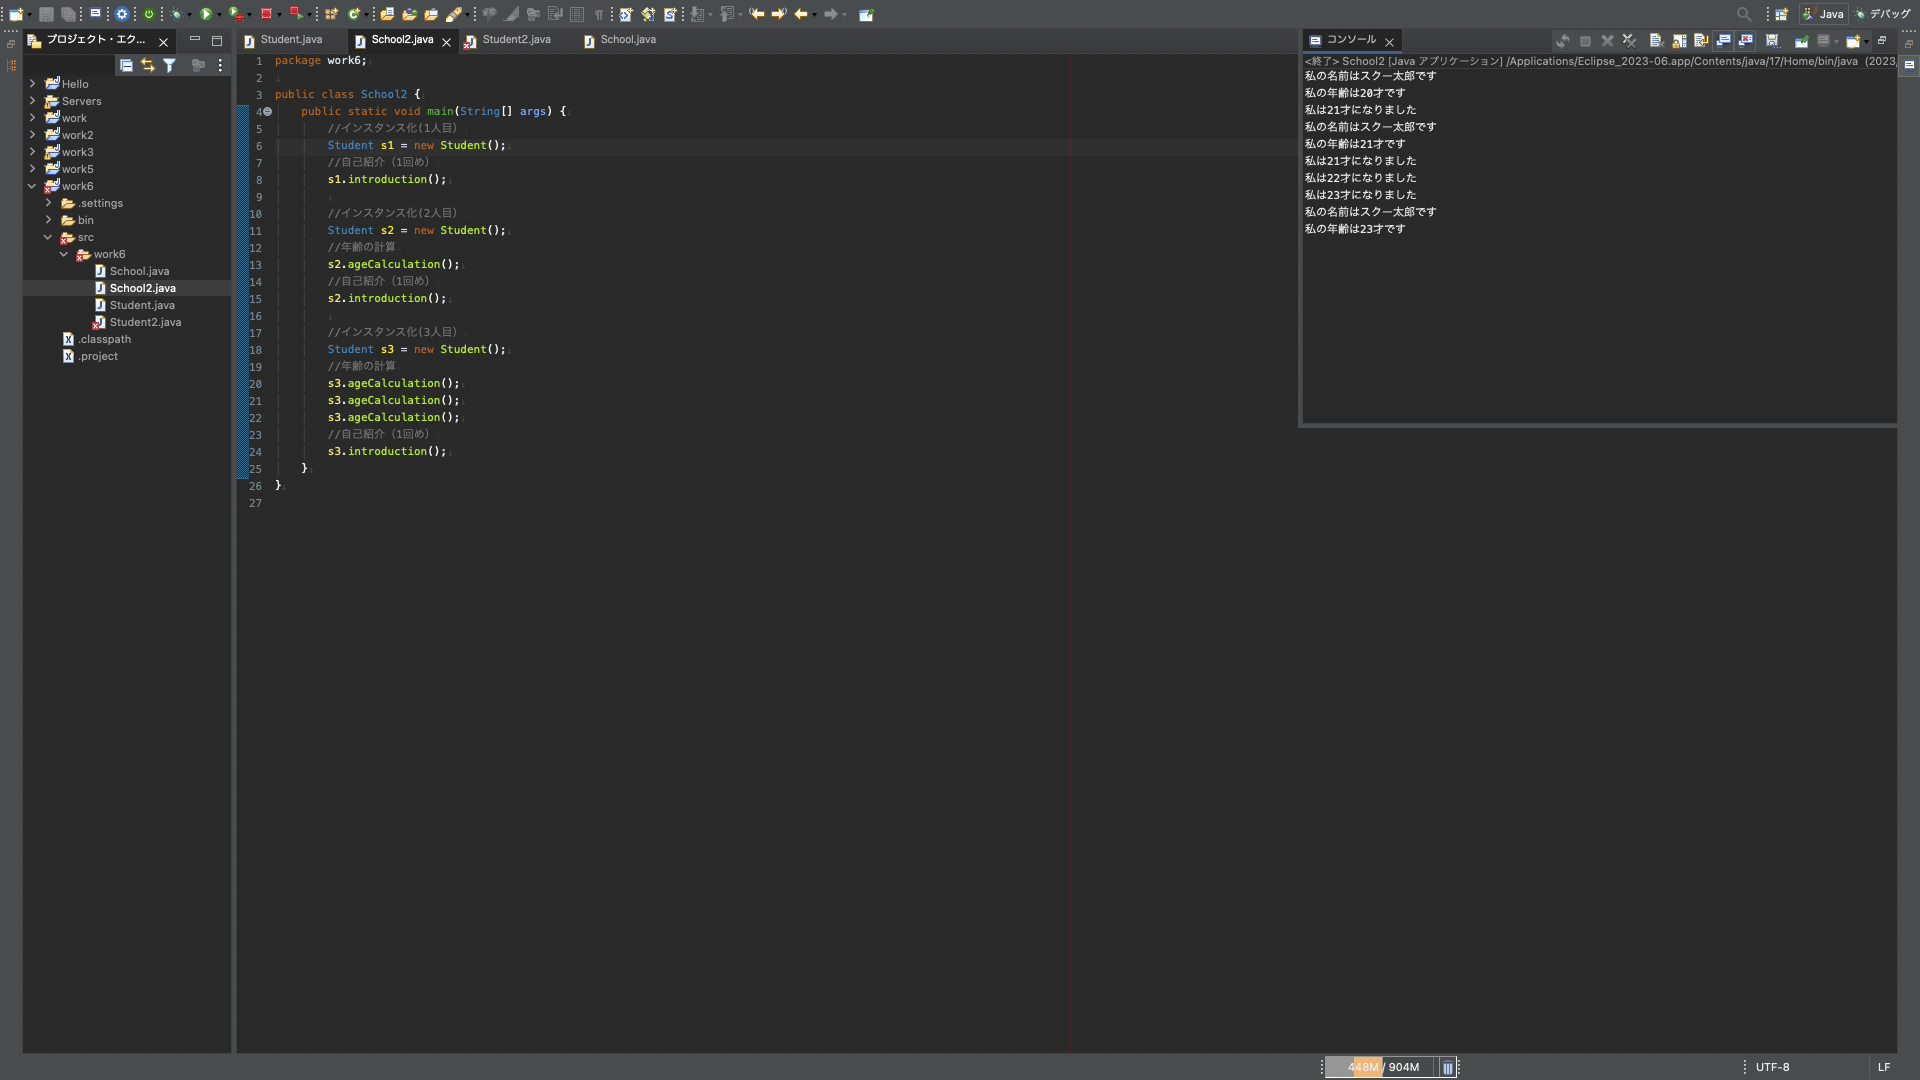 Java
デバッグ
プロジェクト・エク...
Hello
Servers
work
work2
work3
work5
work6
.settings
bin
src
work6
School.java
School2.java
Student.java
Student2.java
.classpath
.project
Student.java
School2.java
Student2.java
School.java
1 package work6;
2
3 public class School2 {
4 public static void main(String[] args) {
5 //インスタンス化(1人目)
6 Student s1 = new Student();
7 //自己紹介 (1回め)
8 s1.introduction();
9
10 //インスタンス化(2人目)
11 Student s2 = new Student();
12 //年齢の計算
13 s2.ageCalculation();
14 //自己紹介 (1回め)
15 s2.introduction();
16
17 //インスタンス化(3人目)
18 Student s3 = new Student();
19 //年齢の計算
20 s3.ageCalculation();
21 s3.ageCalculation();
22 s3.ageCalculation();
23 //自己紹介 (1回め)
24 s3.introduction();
25 }
26 }
27
コンソール
<終了> School2 [Java アプリケーション] /Applications/Eclipse_2023-06.app/Contents/java/17/Home/bin/java (2023,
私の名前はスクー太郎です
私の年齢は20才です
私は21才になりました
私の名前はスクー太郎です
私の年齢は21才です
私は21才になりました
私は22才になりました
私は23才になりました
私の名前はスクー太郎です
私の年齢は23才です
448M / 904M
UTF-8
LF